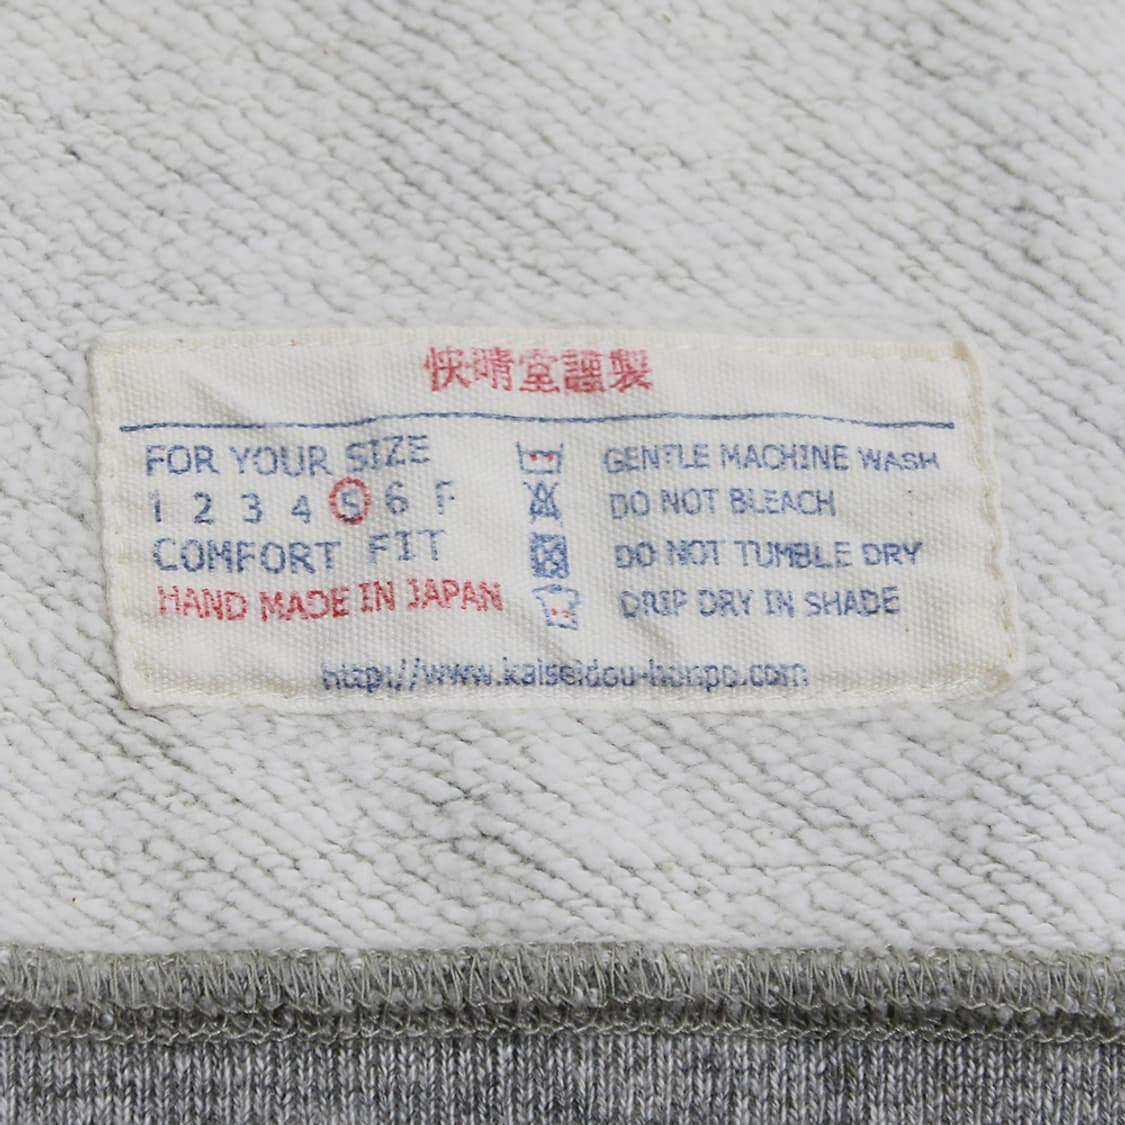 快晴堂謹製
FOR YOUR SIZE
1 2 3 4 5 6 F
COMFORT FIT
HAND MADE IN JAPAN
GENTLE MACHINE WASH
DO NOT BLEACH
DO NOT TUMBLE DRY
DRIP DRY IN SHADE
http://www.kaiseidou-honpo.com